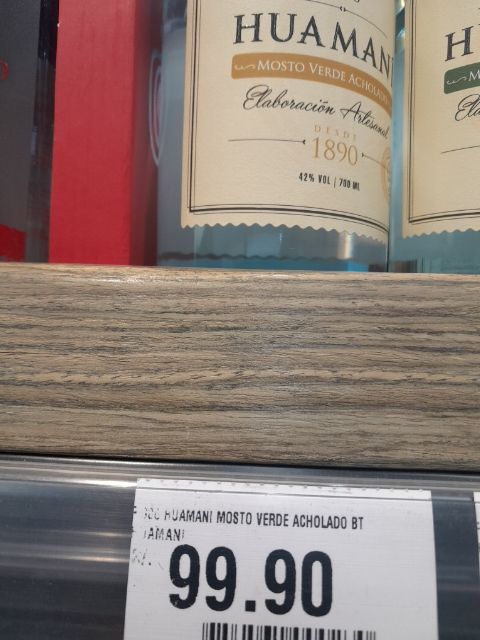 HUAMANI
MOSTO VERDE ACHOLADO
Elaboración Artesanal
DESDE
1890
42% VOL | 700 ML
H
M
HUAMANI MOSTO VERDE ACHOLADO BT
99.90